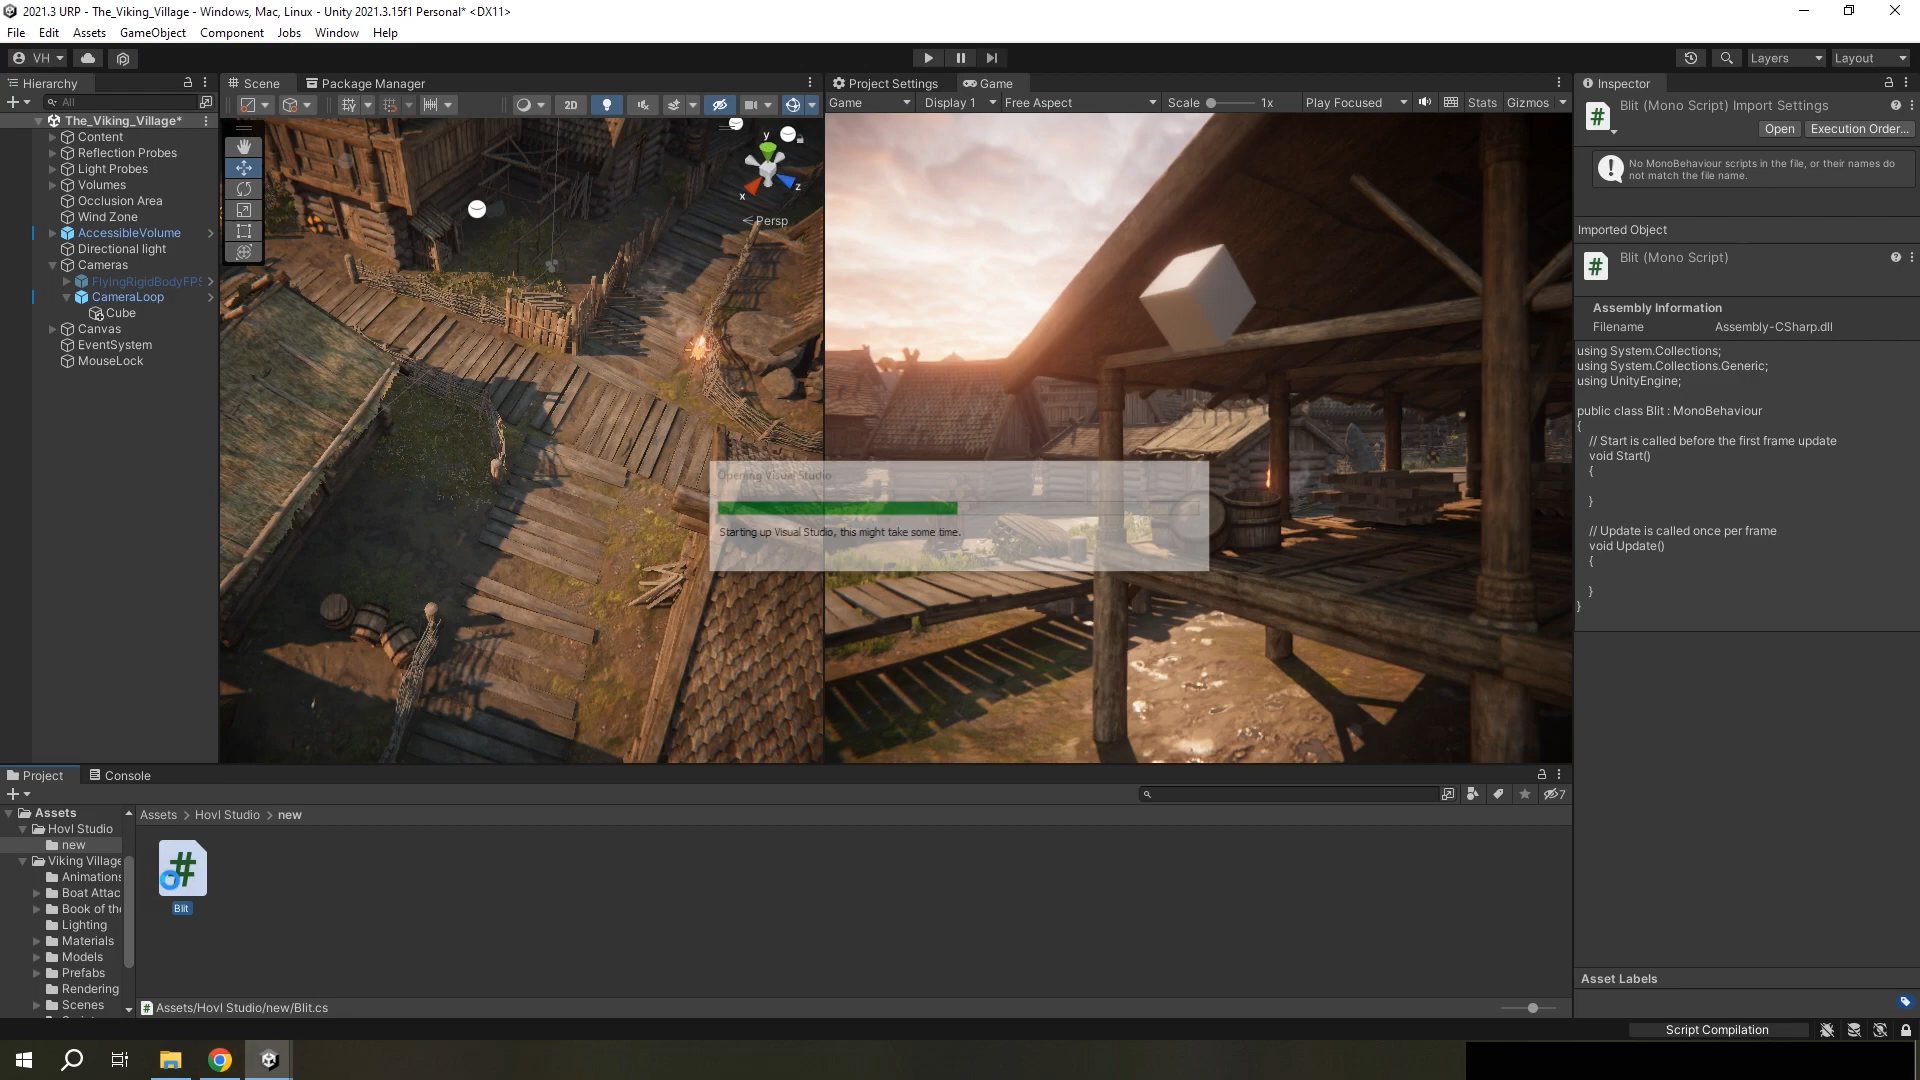 2021.3 URP - The_Viking_Village - Windows, Mac, Linux - Unity 2021.3.15f1 Personal* <DX11>
File Edit Assets GameObject Component Jobs Window Help
VH
Layers Layout
Hierarchy
All
The_Viking_Village*
Content
Reflection Probes
Light Probes
Volumes
Occlusion Area
Wind Zone
AccessibleVolume
Directional light
Cameras
FlyingRigidBodyFPS
CameraLoop
Cube
Canvas
EventSystem
MouseLock
Scene Package Manager
2D
y
x
z
Persp
Project Settings Game
Game Display 1 Free Aspect Scale 1x Play Focused Stats Gizmos
Opening Visual Studio
Starting up Visual Studio, this might take some time.
Inspector
Blit (Mono Script) Import Settings
Open Execution Order...
No MonoBehaviour scripts in the file, or their names do
not match the file name.
Imported Object
Blit (Mono Script)
Assembly Information
Filename Assembly-CSharp.dll
using System.Collections;
using System.Collections.Generic;
using UnityEngine;
public class Blit : MonoBehaviour
{
// Start is called before the first frame update
void Start()
{
}
// Update is called once per frame
void Update()
{
}
}
Asset Labels
Project Console
7
Assets
Hovl Studio
new
Viking Village
Animations
Boat Attac
Book of the
Lighting
Materials
Models
Prefabs
Rendering
Scenes
Assets > Hovl Studio > new
Blit
Assets/Hovl Studio/new/Blit.cs
Script Compilation